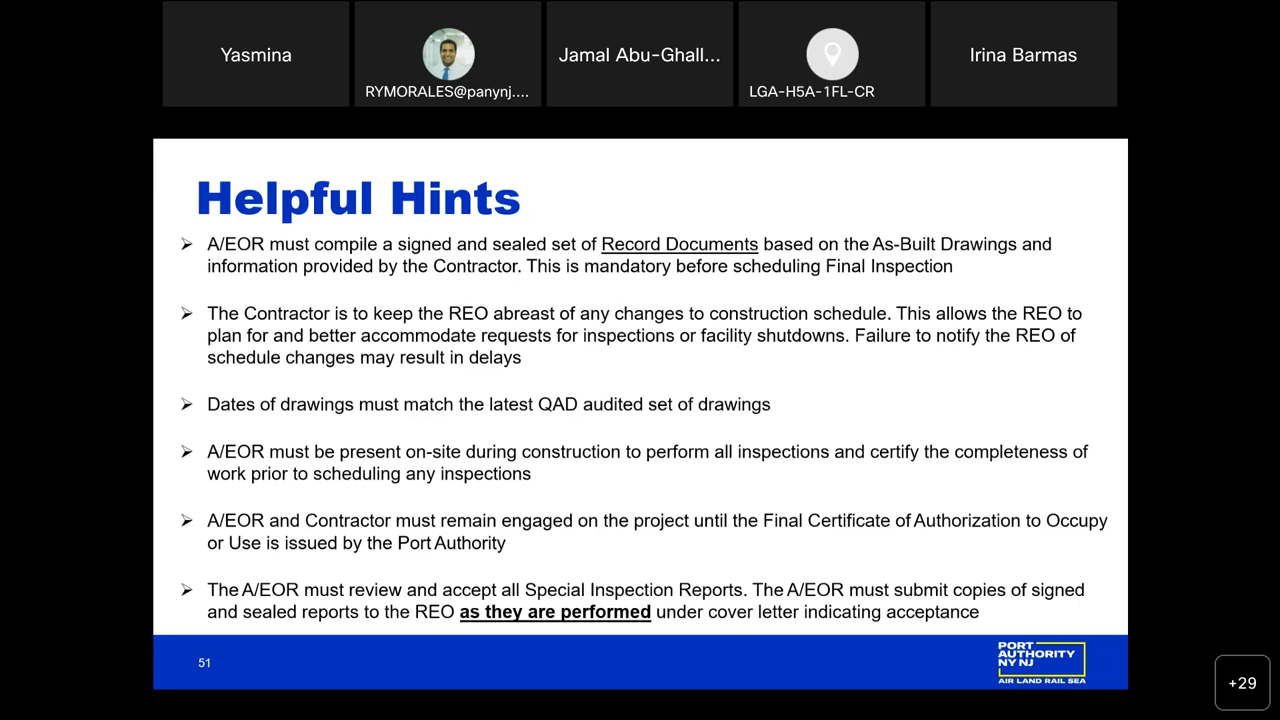 Yasmina
RYMORALES@panynj....
Jamal Abu-Ghall...
LGA-H5A-1FL-CR
Irina Barmas
Helpful Hints
➢ A/EOR must compile a signed and sealed set of Record Documents based on the As-Built Drawings and
information provided by the Contractor. This is mandatory before scheduling Final Inspection
➢ The Contractor is to keep the REO abreast of any changes to construction schedule. This allows the REO to
plan for and better accommodate requests for inspections or facility shutdowns. Failure to notify the REO of
schedule changes may result in delays
➢ Dates of drawings must match the latest QAD audited set of drawings
➢ A/EOR must be present on-site during construction to perform all inspections and certify the completeness of
work prior to scheduling any inspections
➢ A/EOR and Contractor must remain engaged on the project until the Final Certificate of Authorization to Occupy
or Use is issued by the Port Authority
➢ The A/EOR must review and accept all Special Inspection Reports. The A/EOR must submit copies of signed
and sealed reports to the REO as they are performed under cover letter indicating acceptance
51
PORT
AUTHORITY
NY NJ
AIR LAND RAIL SEA
+29